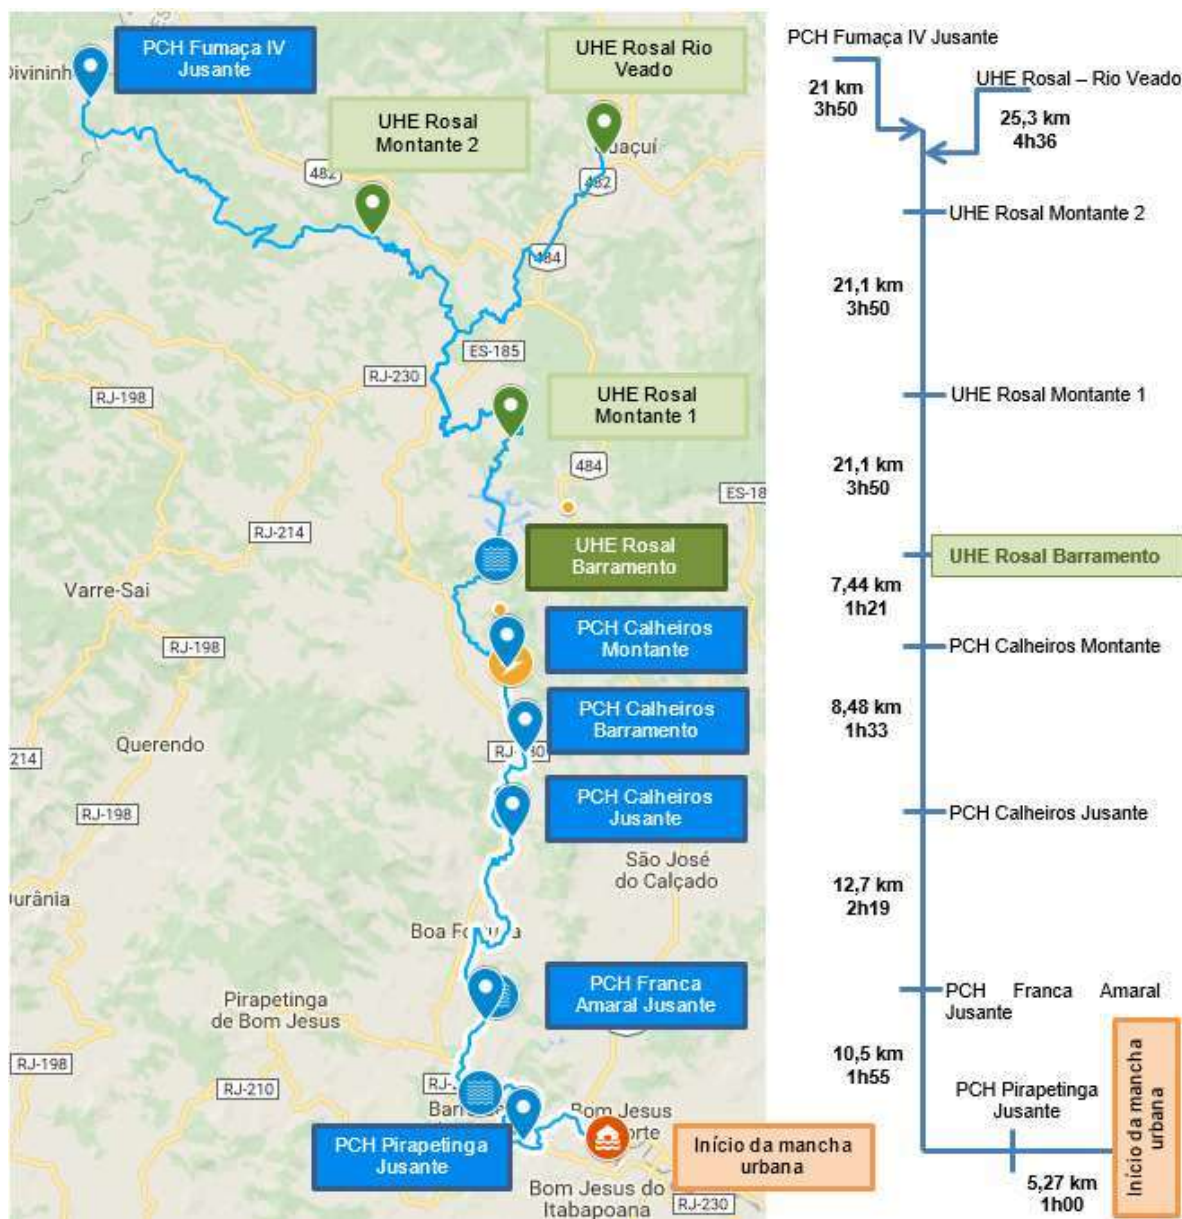 PCH Fumaça IV
Jusante
UHE Rosal Rio
Veado
Divininh
UHE Rosal
Montante 2
482
482
484
ES-185
RJ-230
RJ-198
UHE Rosal
Montante 1
484
ES-18
RJ-214
UHE Rosal
Barramento
Varre-Sai
RJ-198
PCH Calheiros
Montante
PCH Calheiros
Barramento
Querendo
214
RJ-198
PCH Calheiros
Jusante
São José
do Calçado
Boa
PCH Franca
Amaral Jusante
Pirapetinga
de Bom Jesus
RJ-198
RJ-210
Bom Jesus
orte
PCH Pirapetinga
Jusante
Início da mancha
urbana
Bom Jesus do
Itabapoana
RJ-230
PCH Fumaça IV Jusante
21 km
3h50
UHE Rosal – Rio Veado
25,3 km
4h36
UHE Rosal Montante 2
21,1 km
3h50
UHE Rosal Montante 1
21,1 km
3h50
UHE Rosal Barramento
7,44 km
1h21
PCH Calheiros Montante
8,48 km
1h33
PCH Calheiros Jusante
12,7 km
2h19
PCH Franca Amaral
Jusante
10,5 km
1h55
PCH Pirapetinga
Jusante
5,27 km
1h00
Início da mancha
urbana